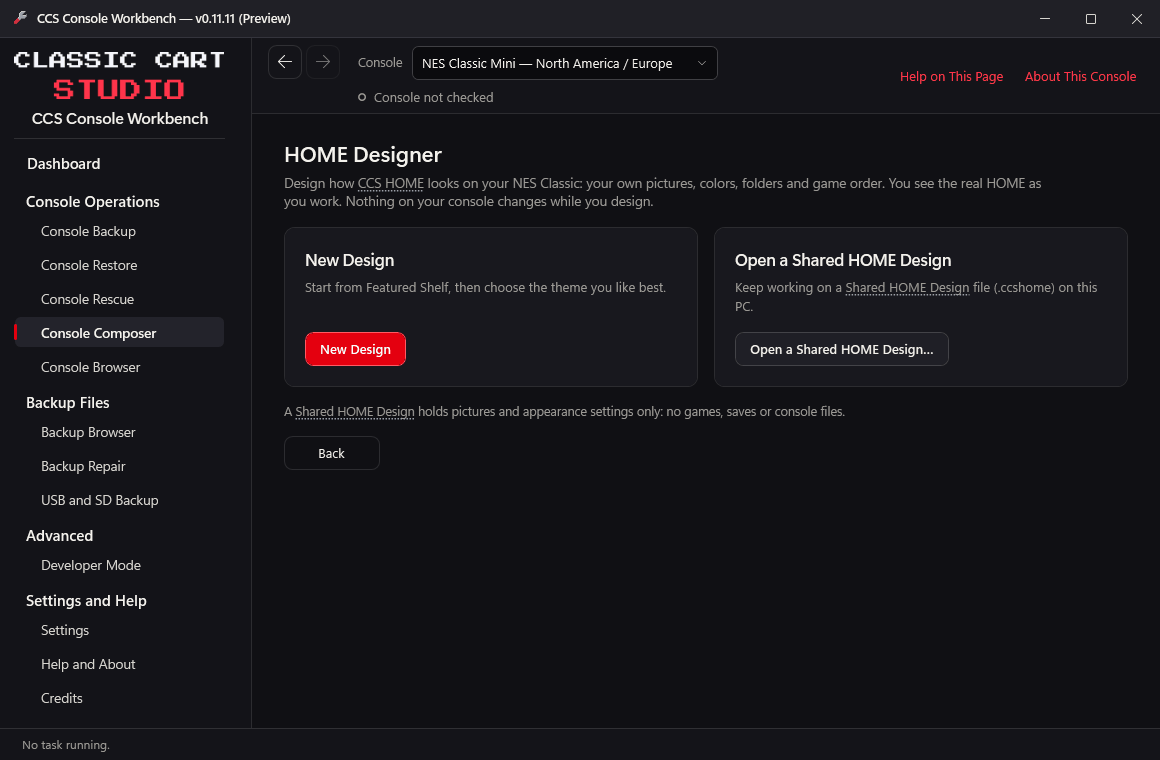 CCS Console Workbench — v0.11.11 (Preview)
CLASSIC CART
STUDIO
CCS Console Workbench
Dashboard
Console Operations
Console Backup
Console Restore
Console Rescue
Console Composer
Console Browser
Backup Files
Backup Browser
Backup Repair
USB and SD Backup
Advanced
Developer Mode
Settings and Help
Settings
Help and About
Credits
Console
NES Classic Mini — North America / Europe
Console not checked
Help on This Page
About This Console
HOME Designer
Design how CCS HOME looks on your NES Classic: your own pictures, colors, folders and game order. You see the real HOME as
you work. Nothing on your console changes while you design.
New Design
Start from Featured Shelf, then choose the theme you like best.
New Design
Open a Shared HOME Design
Keep working on a Shared HOME Design file (.ccshome) on this
PC.
Open a Shared HOME Design...
A Shared HOME Design holds pictures and appearance settings only: no games, saves or console files.
Back
No task running.